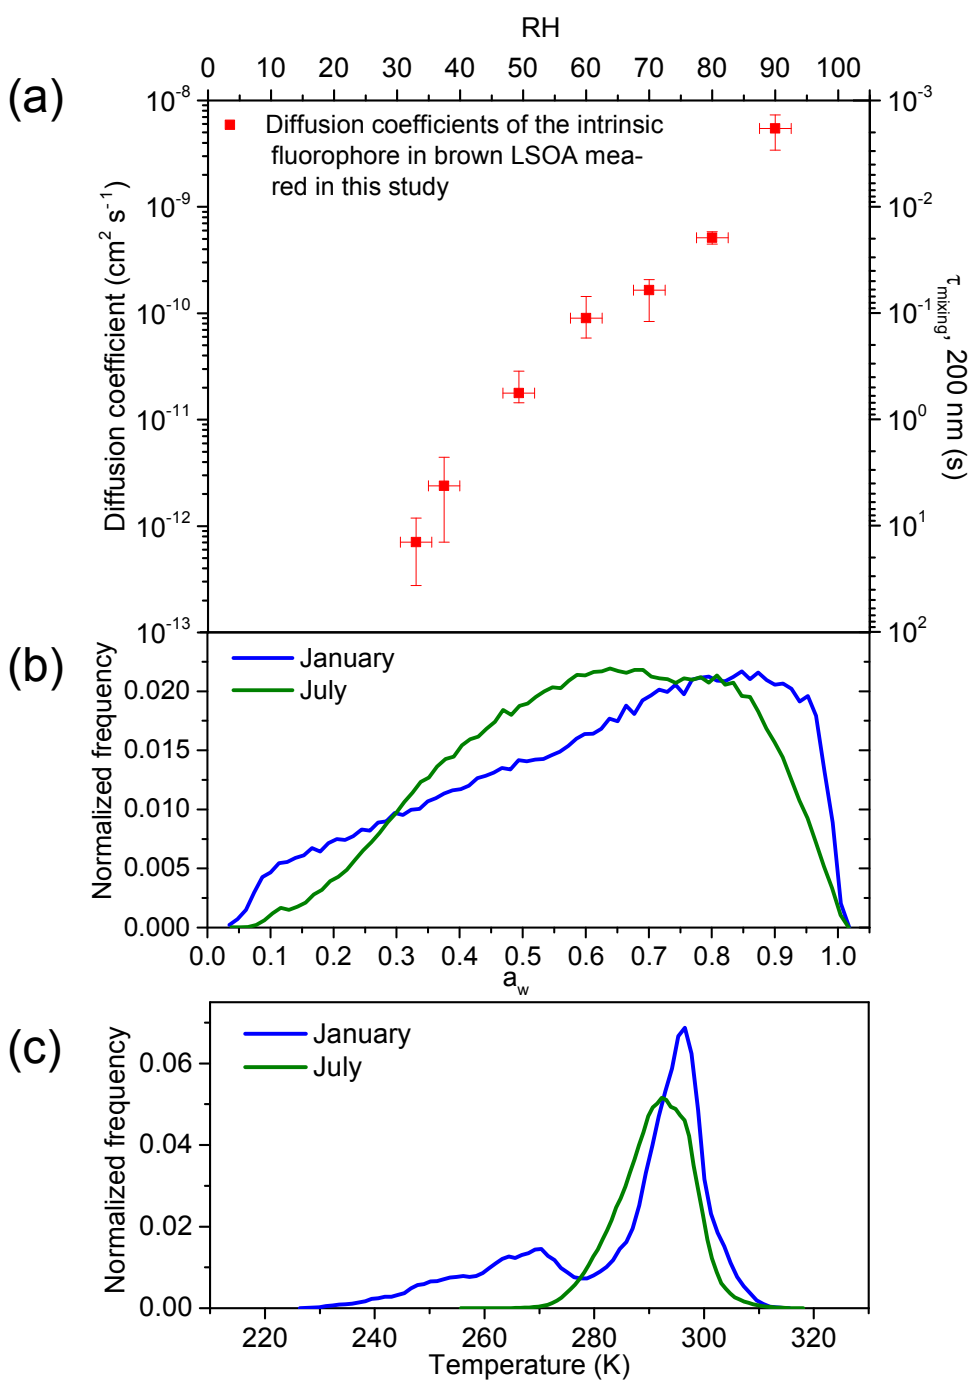 RH
0 10 20 30 40 50 60 70 80 90 100
(a)
10⁻⁸ 10⁻⁹ 10⁻¹⁰ 10⁻¹¹ 10⁻¹² 10⁻¹³
Diffusion coefficient (cm² s⁻¹)
Diffusion coefficients of the intrinsic
fluorophore in brown LSOA mea-
red in this study
10⁻³ 10⁻² 10⁻¹ 10⁰ 10¹ 10²
τmixing, 200 nm (s)
(b)
Normalized frequency
0.020 0.015 0.010 0.005 0.000
January
July
0.0 0.1 0.2 0.3 0.4 0.5 0.6 0.7 0.8 0.9 1.0
aw
(c)
Normalized frequency
0.06 0.04 0.02 0.00
January
July
220 240 260 280 300 320
Temperature (K)